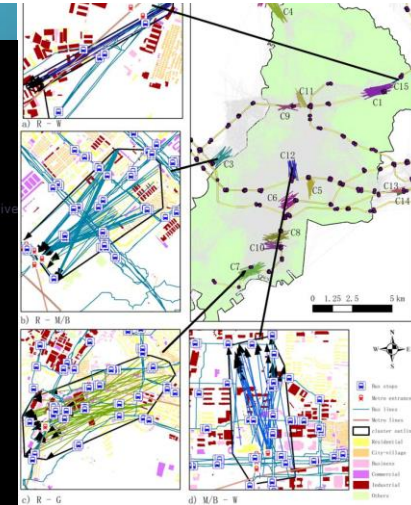 C4
C15
C1
C11
C9
a) R - W
C3
C12
C5
C13
C14
C6
C8
C10
C7
ive
b) R - M/B
0 1.25 2.5 5 km
N
W E
S
Bus stops
Metro entrance
Bus lines
Metro lines
cluster outline
Residential
City-village
Business
Commercial
Industrial
Others
c) R - G
d) M/B - W